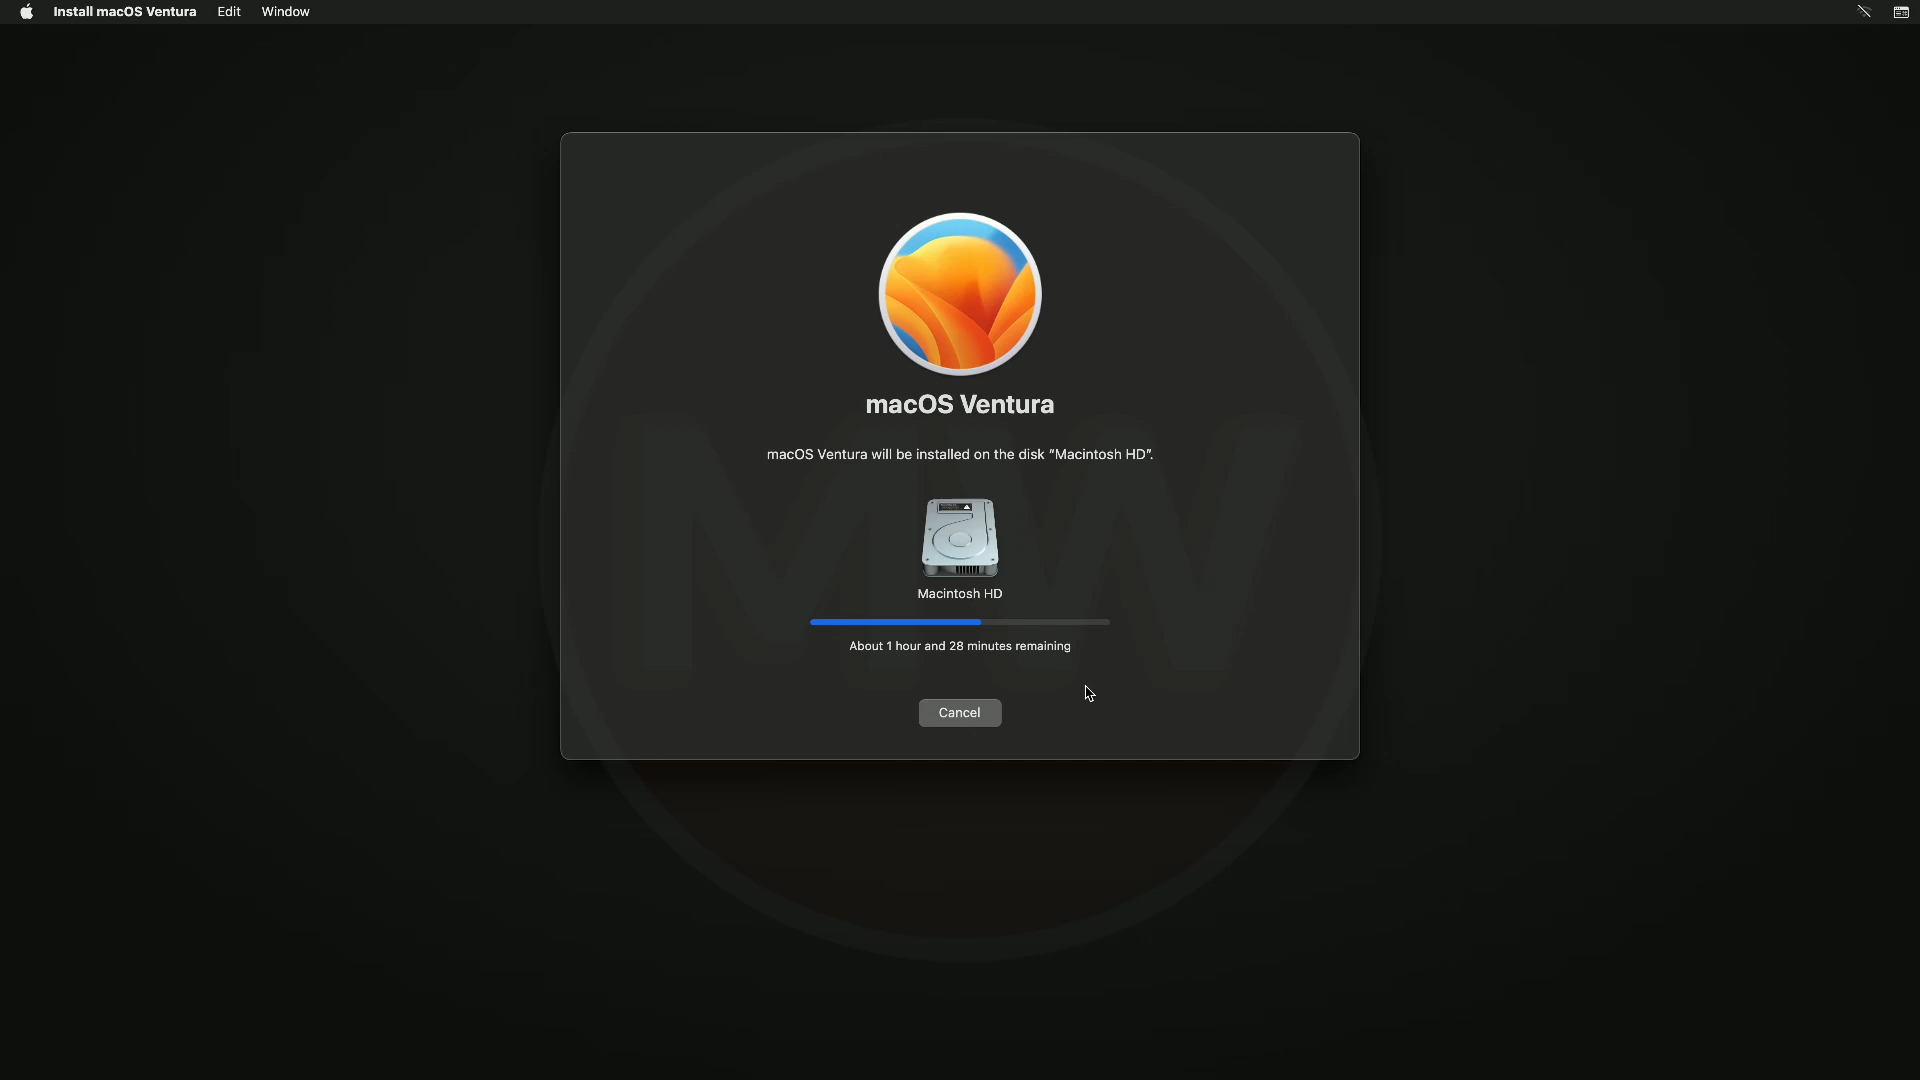 Install macOS Ventura Edit Window
macOS Ventura
macOS Ventura will be installed on the disk “Macintosh HD”.
Macintosh HD
About 1 hour and 28 minutes remaining
Cancel
MW